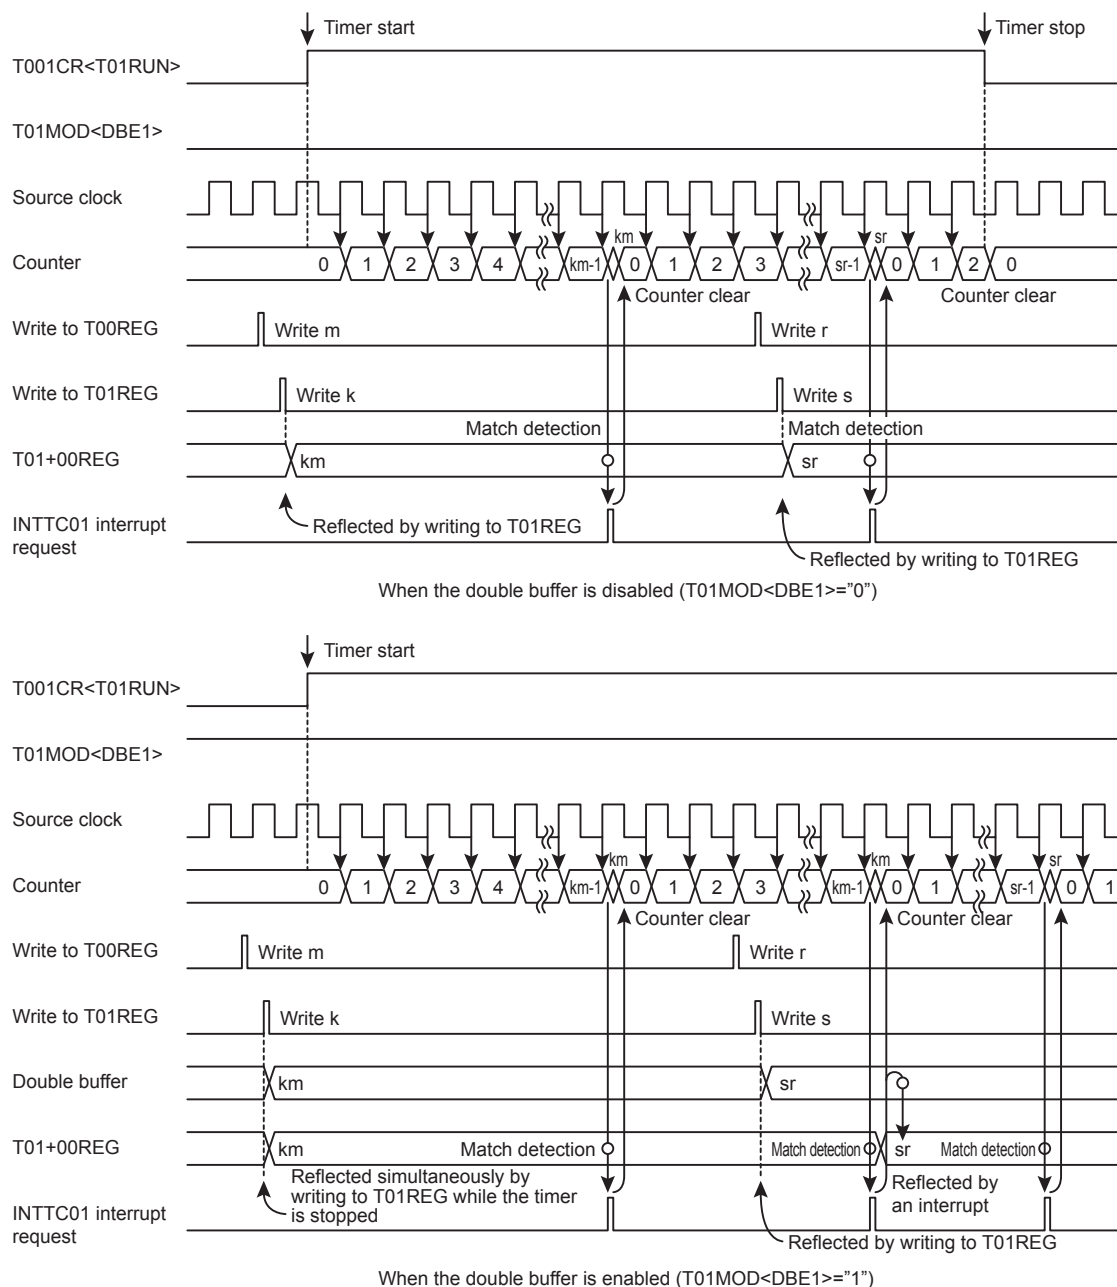 Timer start
Timer stop
T001CR<T01RUN>
T01MOD<DBE1>
Source clock
km
sr
Counter
0 1 2 3 4 km-1 0 1 2 3 sr-1 0 1 2 0
Counter clear
Counter clear
Write to T00REG
Write m
Write r
Write to T01REG
Write k
Write s
Match detection
Match detection
T01+00REG
km
sr
INTTC01 interrupt
request
Reflected by writing to T01REG
Reflected by writing to T01REG
When the double buffer is disabled (T01MOD<DBE1>="0")
Timer start
T001CR<T01RUN>
T01MOD<DBE1>
Source clock
km
km
sr
Counter
0 1 2 3 4 km-1 0 1 2 3 km-1 0 1 sr-1 0 1
Counter clear
Counter clear
Write to T00REG
Write m
Write r
Write to T01REG
Write k
Write s
Double buffer
km
sr
T01+00REG
km
Match detection
Match detection
sr
Match detection
Reflected simultaneously by
writing to T01REG while the timer
is stopped
Reflected by
an interrupt
INTTC01 interrupt
request
Reflected by writing to T01REG
When the double buffer is enabled (T01MOD<DBE1>="1")